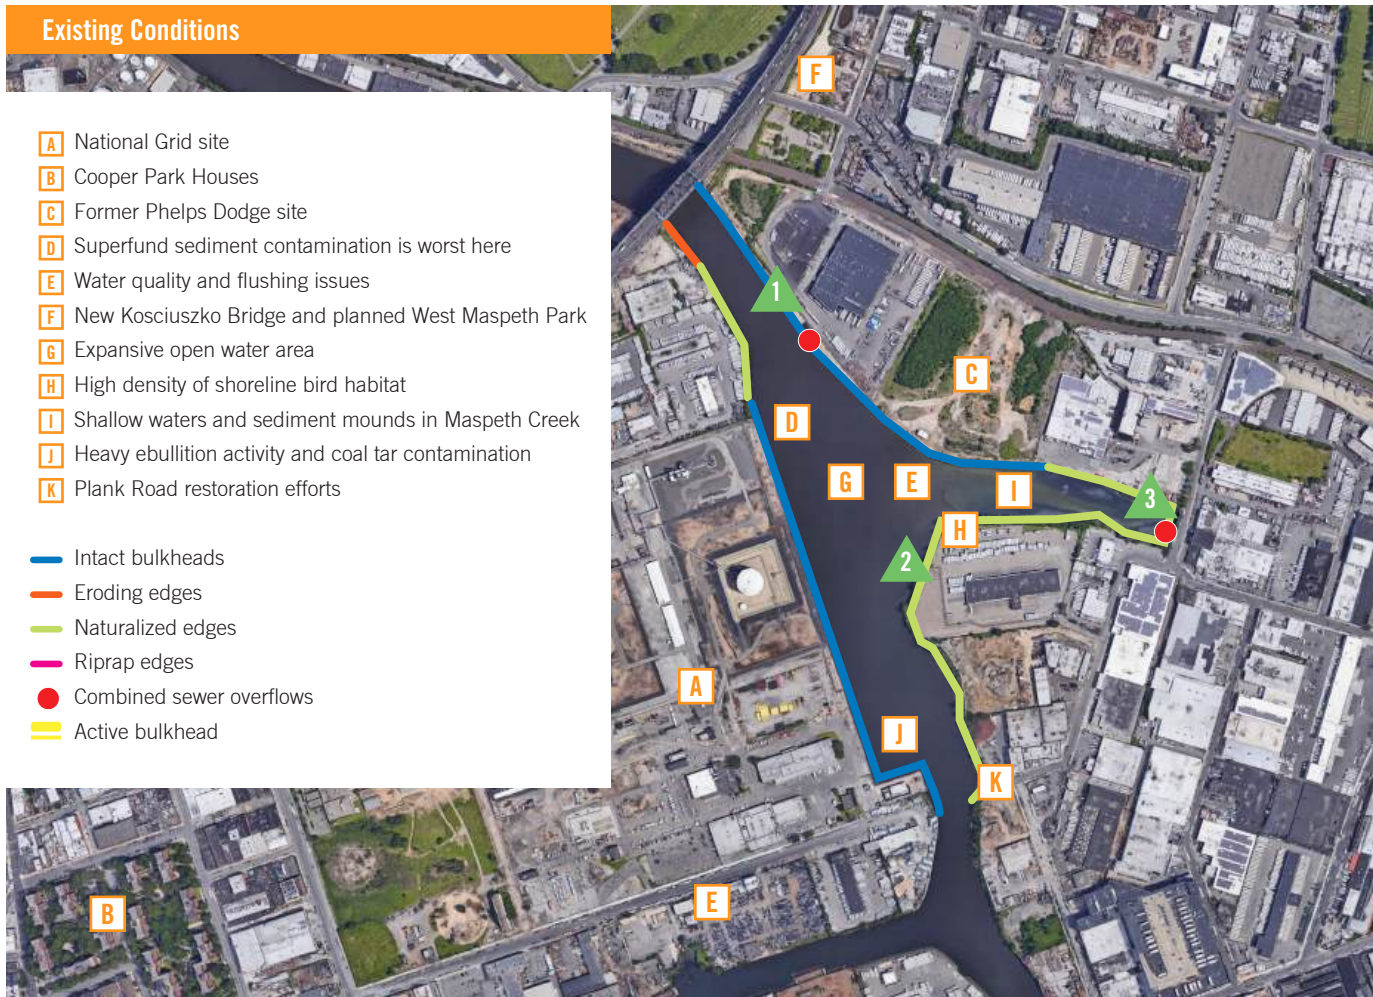 Existing Conditions
A National Grid site
B Cooper Park Houses
C Former Phelps Dodge site
D Superfund sediment contamination is worst here
E Water quality and flushing issues
F New Kosciuszko Bridge and planned West Maspeth Park
G Expansive open water area
H High density of shoreline bird habitat
I Shallow waters and sediment mounds in Maspeth Creek
J Heavy ebullition activity and coal tar contamination
K Plank Road restoration efforts
Intact bulkheads
Eroding edges
Naturalized edges
Riprap edges
Combined sewer overflows
Active bulkhead
F
1
C
D
G
E
I
3
H
2
A
J
K
E
B